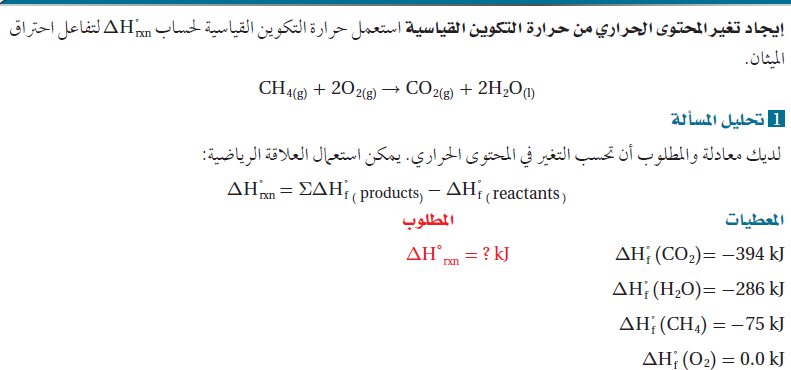 إيجاد تغير المحتوى الحراري من حرارة التكوين القياسية استعمل حرارة التكوين القياسية لحساب ΔH°rxn لتفاعل احتراق
الميثان.
CH4(g) + 2O2(g) → CO2(g) + 2H2O(l)
1 تحليل المسألة
لديك معادلة والمطلوب أن تحسب التغير في المحتوى الحراري. يمكن استعمال العلاقة الرياضية:
ΔH°rxn = ΣΔH°f (products) − ΔH°f (reactants)
المعطيات
ΔH°f (CO2)= −394 kJ
ΔH°f (H2O)= −286 kJ
ΔH°f (CH4) = −75 kJ
ΔH°f (O2) = 0.0 kJ
المطلوب
ΔH°rxn = ? kJ